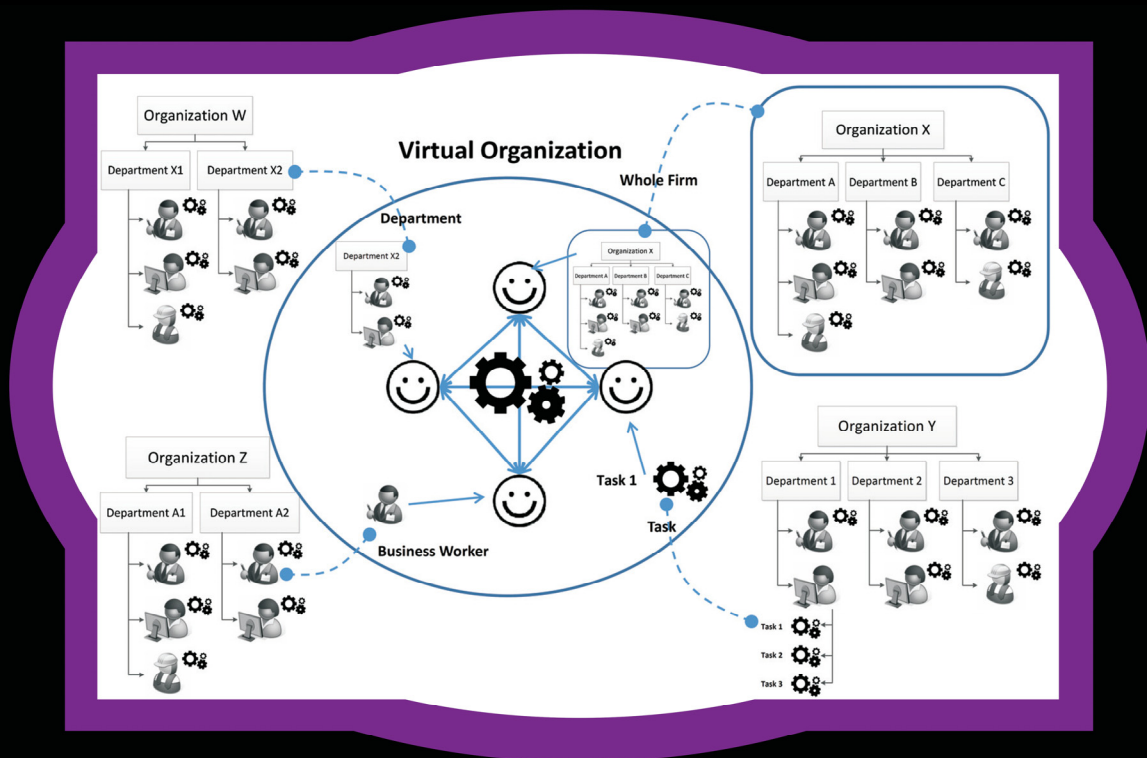 Organization W
Department X1
Department X2
Virtual Organization
Whole Firm
Department
Department X2
Organization X
Department A
Department B
Department C
Organization X
Department A
Department B
Department C
Organization Z
Department A1
Department A2
Business Worker
Task 1
Task
Organization Y
Department 1
Department 2
Department 3
Task 1
Task 2
Task 3